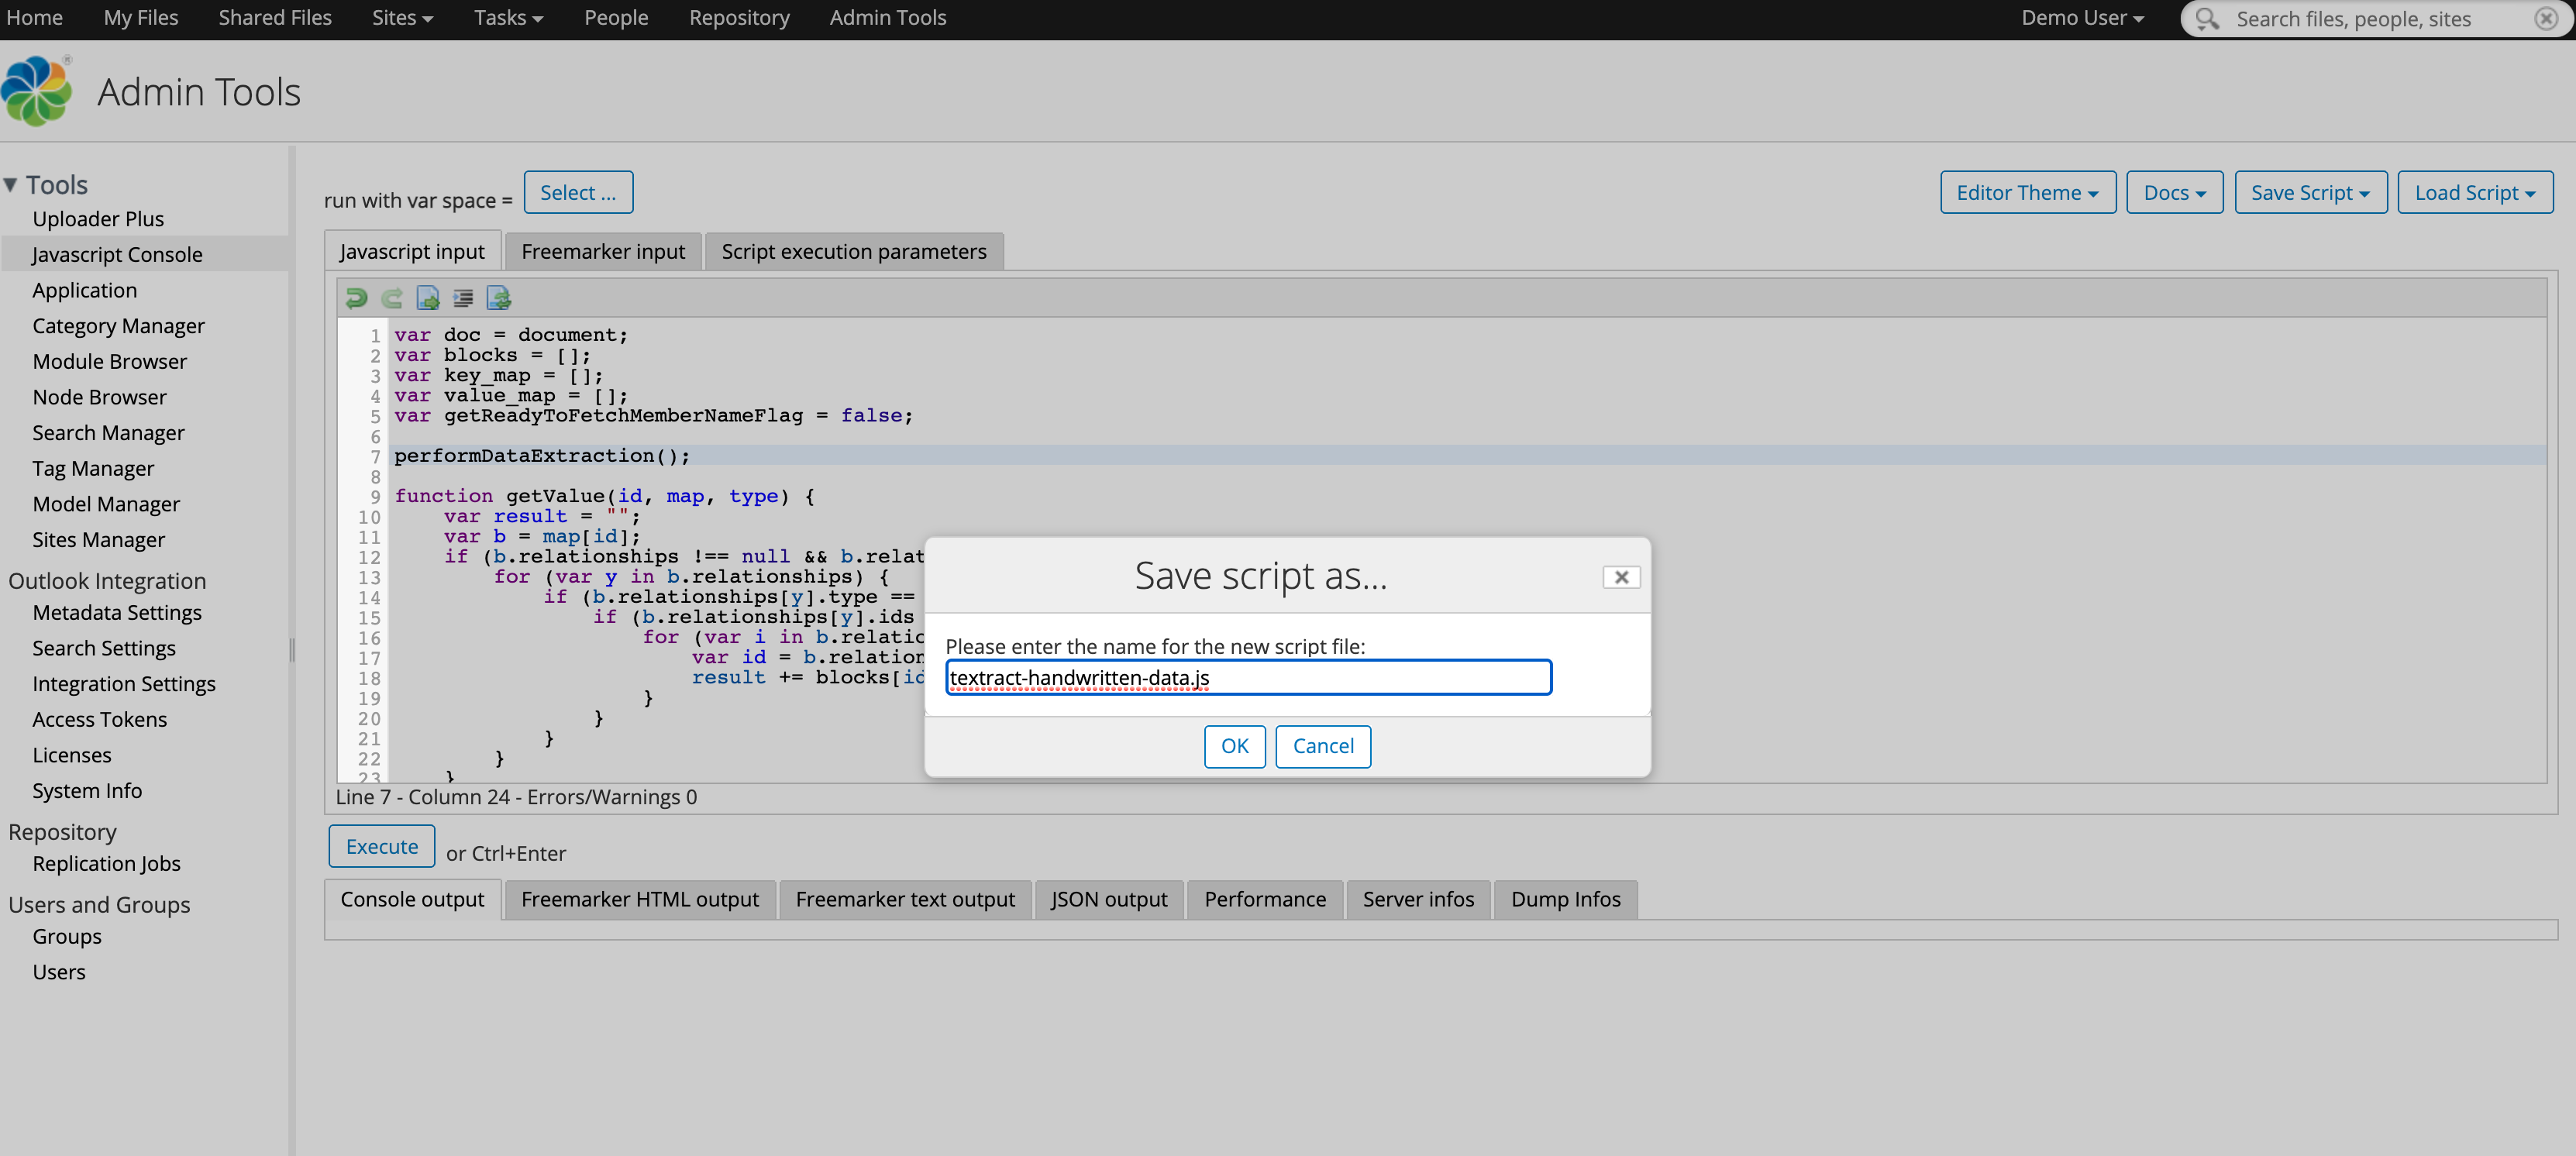 Home My Files Shared Files Sites Tasks People Repository Admin Tools Demo User Search files, people, sites
Admin Tools
Tools
Uploader Plus
Javascript Console
Application
Category Manager
Module Browser
Node Browser
Search Manager
Tag Manager
Model Manager
Sites Manager
Outlook Integration
Metadata Settings
Search Settings
Integration Settings
Access Tokens
Licenses
System Info
Repository
Replication Jobs
Users and Groups
Groups
Users
run with var space = Select ... Editor Theme Docs Save Script Load Script
Javascript input Freemarker input Script execution parameters
1 var doc = document;
2 var blocks = [];
3 var key_map = [];
4 var value_map = [];
5 var getReadyToFetchMemberNameFlag = false;
6
7 performDataExtraction();
8
9 function getValue(id, map, type) {
10 var result = "";
11 var b = map[id];
12 if (b.relationships !== null && b.relat
13 for (var y in b.relationships) {
14 if (b.relationships[y].type ==
15 if (b.relationships[y].ids
16 for (var i in b.relatio
17 var id = b.relation
18 result += blocks[id
19 }
20 }
21 }
22 }
23 }
Line 7 - Column 24 - Errors/Warnings 0
Save script as...
Please enter the name for the new script file:
textract-handwritten-data.js
OK Cancel
Execute or Ctrl+Enter
Console output Freemarker HTML output Freemarker text output JSON output Performance Server infos Dump Infos